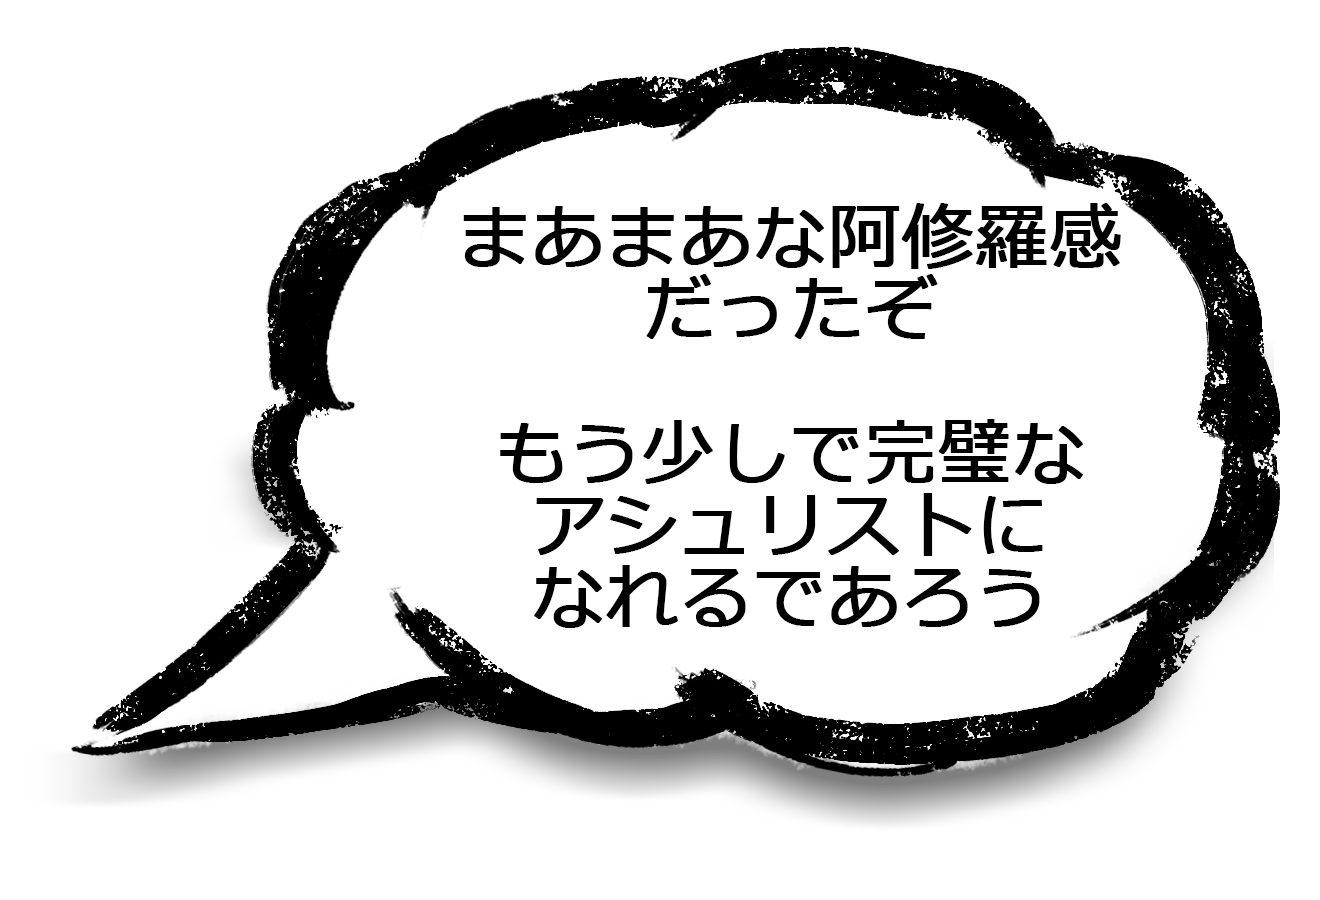 まあまあな阿修羅感
だったぞ
もう少しで完璧な
アシュリストに
なれるであろう